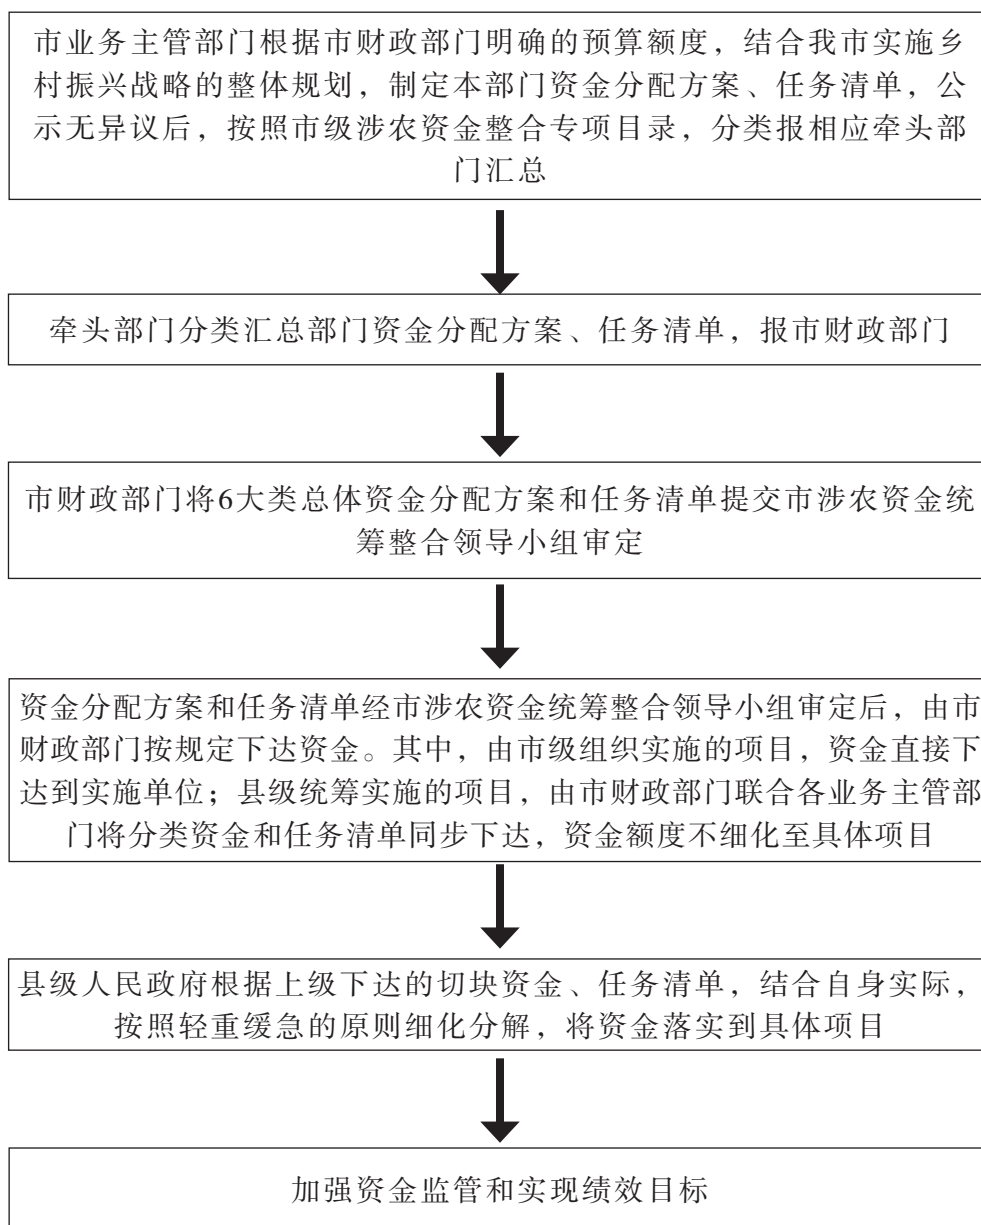 市业务主管部门根据市财政部门明确的预算额度，结合我市实施乡
村振兴战略的整体规划，制定本部门资金分配方案、任务清单，公
示无异议后，按照市级涉农资金整合专项目录，分类报相应牵头部
门汇总
牵头部门分类汇总部门资金分配方案、任务清单，报市财政部门
市财政部门将6大类总体资金分配方案和任务清单提交市涉农资金统
筹整合领导小组审定
资金分配方案和任务清单经市涉农资金统筹整合领导小组审定后，由市
财政部门按规定下达资金。其中，由市级组织实施的项目，资金直接下
达到实施单位；县级统筹实施的项目，由市财政部门联合各业务主管部
门将分类资金和任务清单同步下达，资金额度不细化至具体项目
县级人民政府根据上级下达的切块资金、任务清单，结合自身实际，
按照轻重缓急的原则细化分解，将资金落实到具体项目
加强资金监管和实现绩效目标